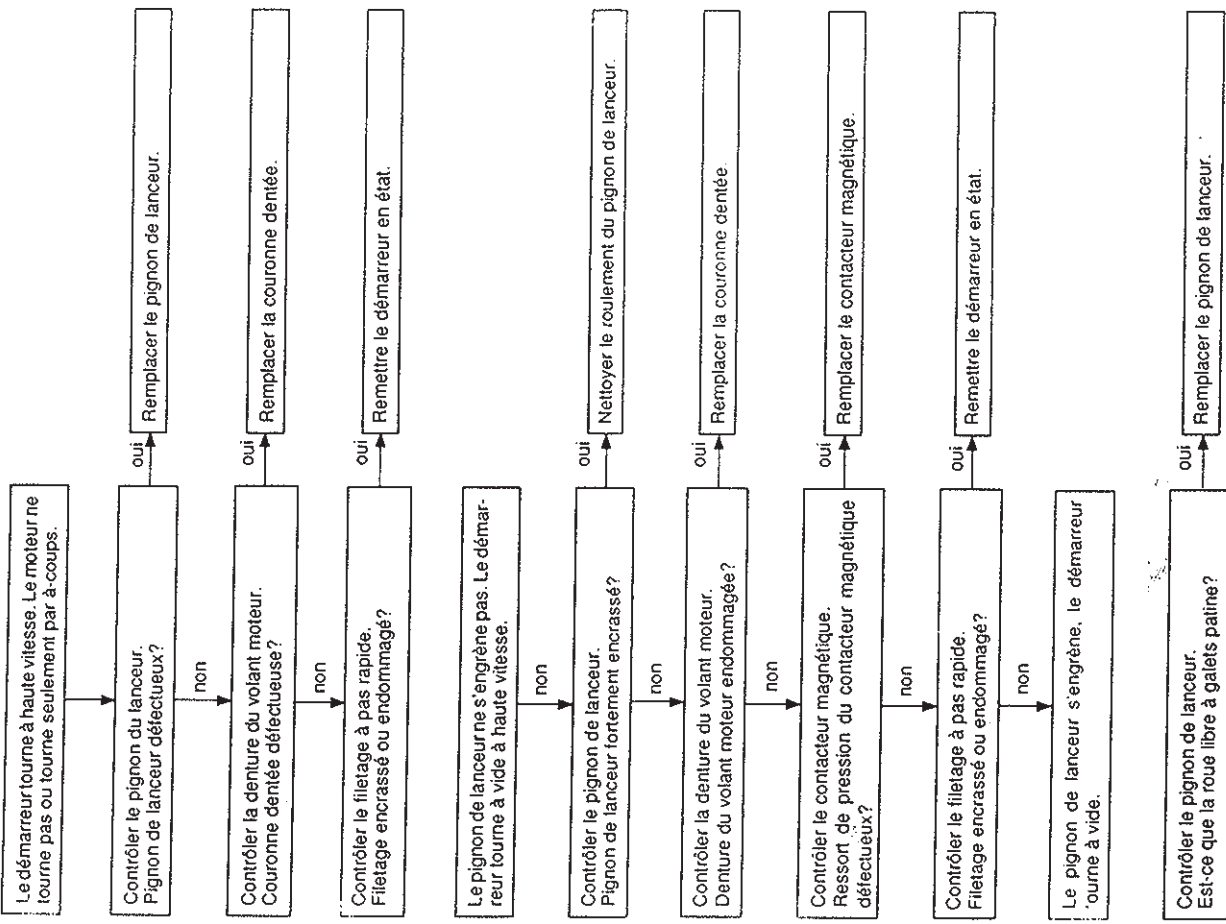 Le démarreur tourne à haute vitesse. Le moteur ne
tourne pas ou tourne seulement par à-coups.
Contrôler le pignon du lanceur.
Pignon de lanceur défectueux?
oui
Remplacer le pignon de lanceur.
non
Contrôler la denture du volant moteur.
Couronne dentée défectueuse?
oui
Remplacer la couronne dentée.
non
Contrôler le filetage à pas rapide.
Filetage encrassé ou endommagé?
oui
Remettre le démarreur en état.
Le pignon de lanceur ne s'engrène pas. Le démar-
reur tourne à vide à haute vitesse.
non
Contrôler le pignon de lanceur.
Pignon de lanceur fortement encrassé?
oui
Nettoyer le roulement du pignon de lanceur.
non
Contrôler la denture du volant moteur.
Denture du volant moteur endommagée?
oui
Remplacer la couronne dentée.
non
Contrôler le contacteur magnétique.
Ressort de pression du contacteur magnétique
défectueux?
oui
Remplacer le contacteur magnétique.
non
Contrôler le filetage à pas rapide.
Filetage encrassé ou endommagé?
oui
Remettre le démarreur en état.
non
Le pignon de lanceur s'engrène, le démarreur
'ourne à vide.
Contrôler le pignon de lanceur.
Est-ce que la roue libre à galets patine?
oui
Remplacer le pignon de lanceur.